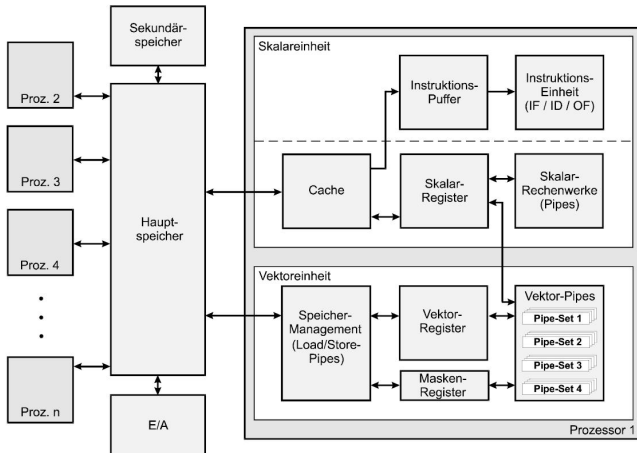 Sekundär-
speicher
Proz. 2
Proz. 3
Proz. 4
Proz. n
Haupt-
speicher
E/A
Skalareinheit
Instruktions-
Puffer
Instruktions-
Einheit
(IF / ID / OF)
Cache
Skalar-
Register
Skalar-
Rechenwerke
(Pipes)
Vektoreinheit
Speicher-
Management
(Load/Store-
Pipes)
Vektor-
Register
Masken-
Register
Vektor-Pipes
Pipe-Set 1
Pipe-Set 2
Pipe-Set 3
Pipe-Set 4
Prozessor 1